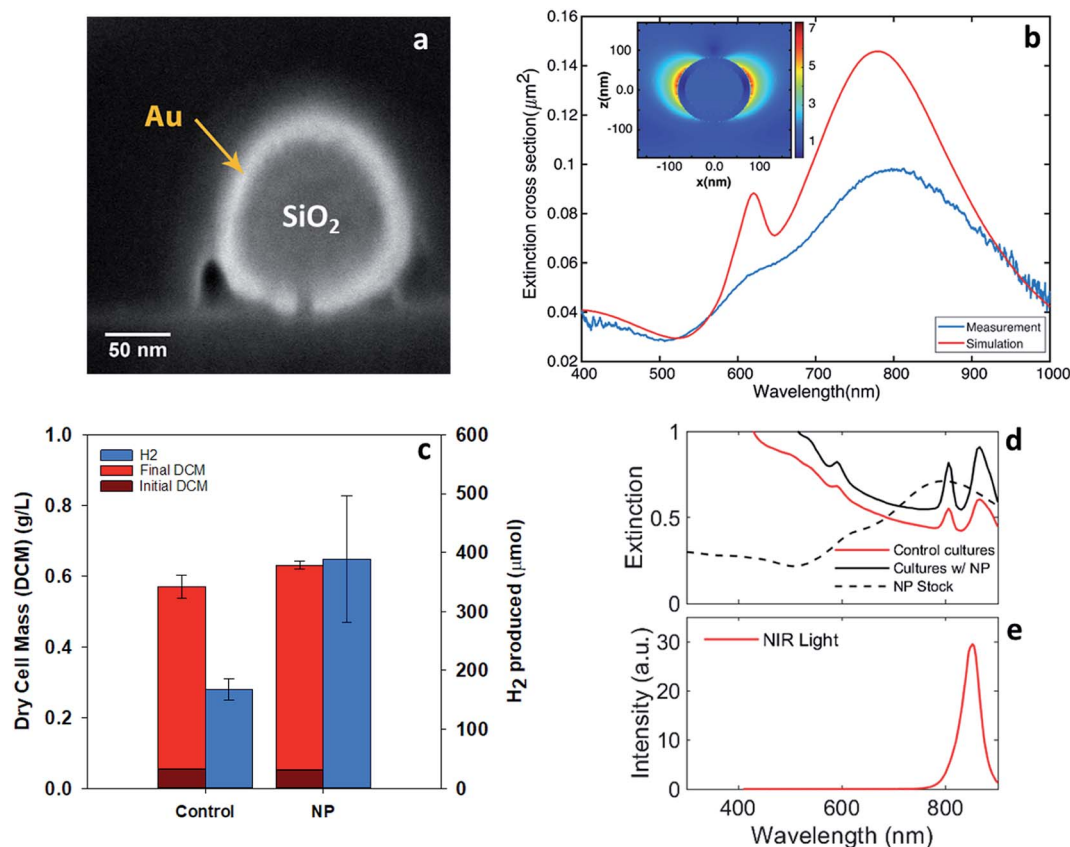 a
Au
SiO₂
50 nm
b
Extinction cross section(μm²)
0.16
0.14
0.12
0.1
0.08
0.06
0.04
0.02
400 500 600 700 800 900 1000
Wavelength(nm)
z(nm)
100
0.0
-100
-100 0.0 100
x(nm)
7
5
3
1
Measurement
Simulation
c
Dry Cell Mass (DCM) (g/L)
1.0
0.8
0.6
0.4
0.2
0.0
H2
Final DCM
Initial DCM
Control NP
600
500
400
300
200
100
0
H₂ produced (μmol)
d
Extinction
1
0.5
0
Control cultures
Cultures w/ NP
NP Stock
e
Intensity (a.u.)
30
20
10
0
NIR Light
400 600 800
Wavelength (nm)